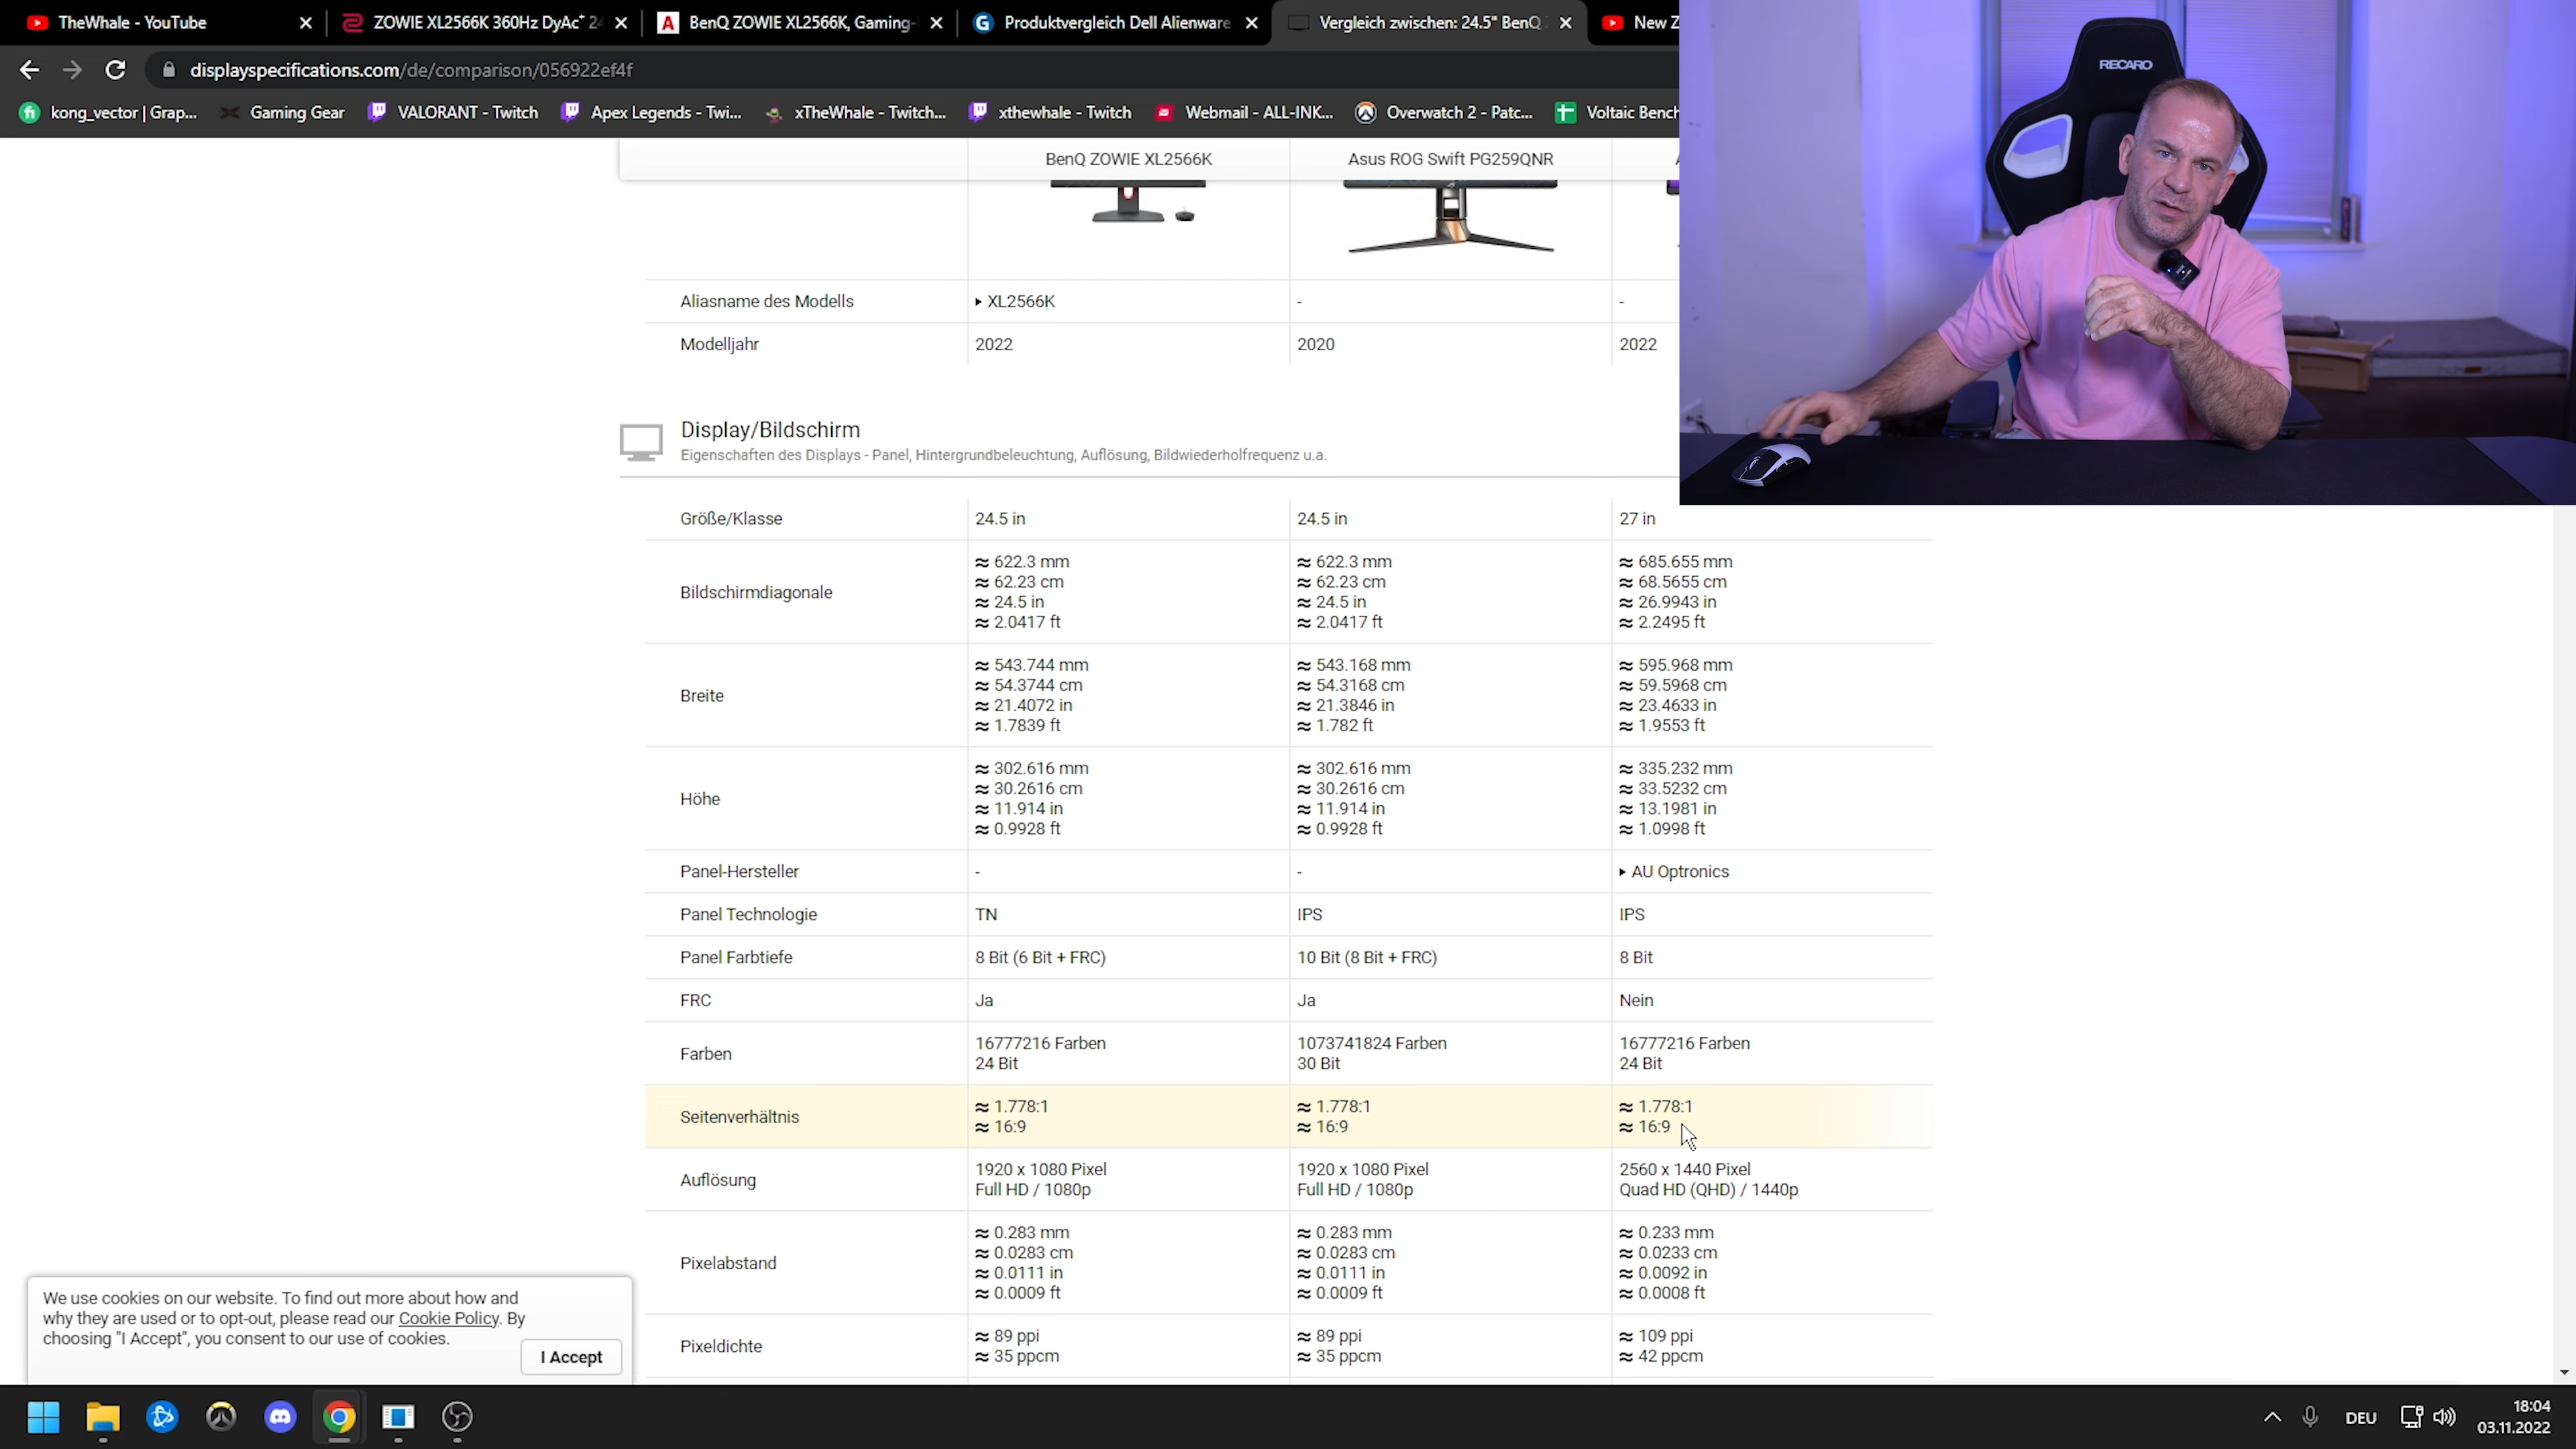 TheWhale - YouTube
ZOWIE XL2566K 360Hz DyAc⁺ 24
BenQ ZOWIE XL2566K, Gaming-
Produktvergleich Dell Alienware
Vergleich zwischen: 24.5" BenQ
New Z
displayspecifications.com/de/comparison/056922ef4f
kong_vector | Grap...
Gaming Gear
VALORANT - Twitch
Apex Legends - Twi...
xTheWhale - Twitch...
xthewhale - Twitch
Webmail - ALL-INK...
Overwatch 2 - Patc...
Voltaic Bench
RECARO
BenQ ZOWIE XL2566K
Asus ROG Swift PG259QNR
Aliasname des Modells
▸ XL2566K
-
-
Modelljahr
2022
2020
2022
Display/Bildschirm
Eigenschaften des Displays - Panel, Hintergrundbeleuchtung, Auflösung, Bildwiederholfrequenz u.a.
Größe/Klasse
24.5 in
24.5 in
27 in
Bildschirmdiagonale
≈ 622.3 mm
≈ 62.23 cm
≈ 24.5 in
≈ 2.0417 ft
≈ 622.3 mm
≈ 62.23 cm
≈ 24.5 in
≈ 2.0417 ft
≈ 685.655 mm
≈ 68.5655 cm
≈ 26.9943 in
≈ 2.2495 ft
Breite
≈ 543.744 mm
≈ 54.3744 cm
≈ 21.4072 in
≈ 1.7839 ft
≈ 543.168 mm
≈ 54.3168 cm
≈ 21.3846 in
≈ 1.782 ft
≈ 595.968 mm
≈ 59.5968 cm
≈ 23.4633 in
≈ 1.9553 ft
Höhe
≈ 302.616 mm
≈ 30.2616 cm
≈ 11.914 in
≈ 0.9928 ft
≈ 302.616 mm
≈ 30.2616 cm
≈ 11.914 in
≈ 0.9928 ft
≈ 335.232 mm
≈ 33.5232 cm
≈ 13.1981 in
≈ 1.0998 ft
Panel-Hersteller
-
-
▸ AU Optronics
Panel Technologie
TN
IPS
IPS
Panel Farbtiefe
8 Bit (6 Bit + FRC)
10 Bit (8 Bit + FRC)
8 Bit
FRC
Ja
Ja
Nein
Farben
16777216 Farben
24 Bit
1073741824 Farben
30 Bit
16777216 Farben
24 Bit
Seitenverhältnis
≈ 1.778:1
≈ 16:9
≈ 1.778:1
≈ 16:9
≈ 1.778:1
≈ 16:9
Auflösung
1920 x 1080 Pixel
Full HD / 1080p
1920 x 1080 Pixel
Full HD / 1080p
2560 x 1440 Pixel
Quad HD (QHD) / 1440p
Pixelabstand
≈ 0.283 mm
≈ 0.0283 cm
≈ 0.0111 in
≈ 0.0009 ft
≈ 0.283 mm
≈ 0.0283 cm
≈ 0.0111 in
≈ 0.0009 ft
≈ 0.233 mm
≈ 0.0233 cm
≈ 0.0092 in
≈ 0.0008 ft
Pixeldichte
≈ 89 ppi
≈ 35 ppcm
≈ 89 ppi
≈ 35 ppcm
≈ 109 ppi
≈ 42 ppcm
We use cookies on our website. To find out more about how and
why they are used or to opt-out, please read our Cookie Policy. By
choosing "I Accept", you consent to our use of cookies.
I Accept
DEU
18:04
03.11.2022